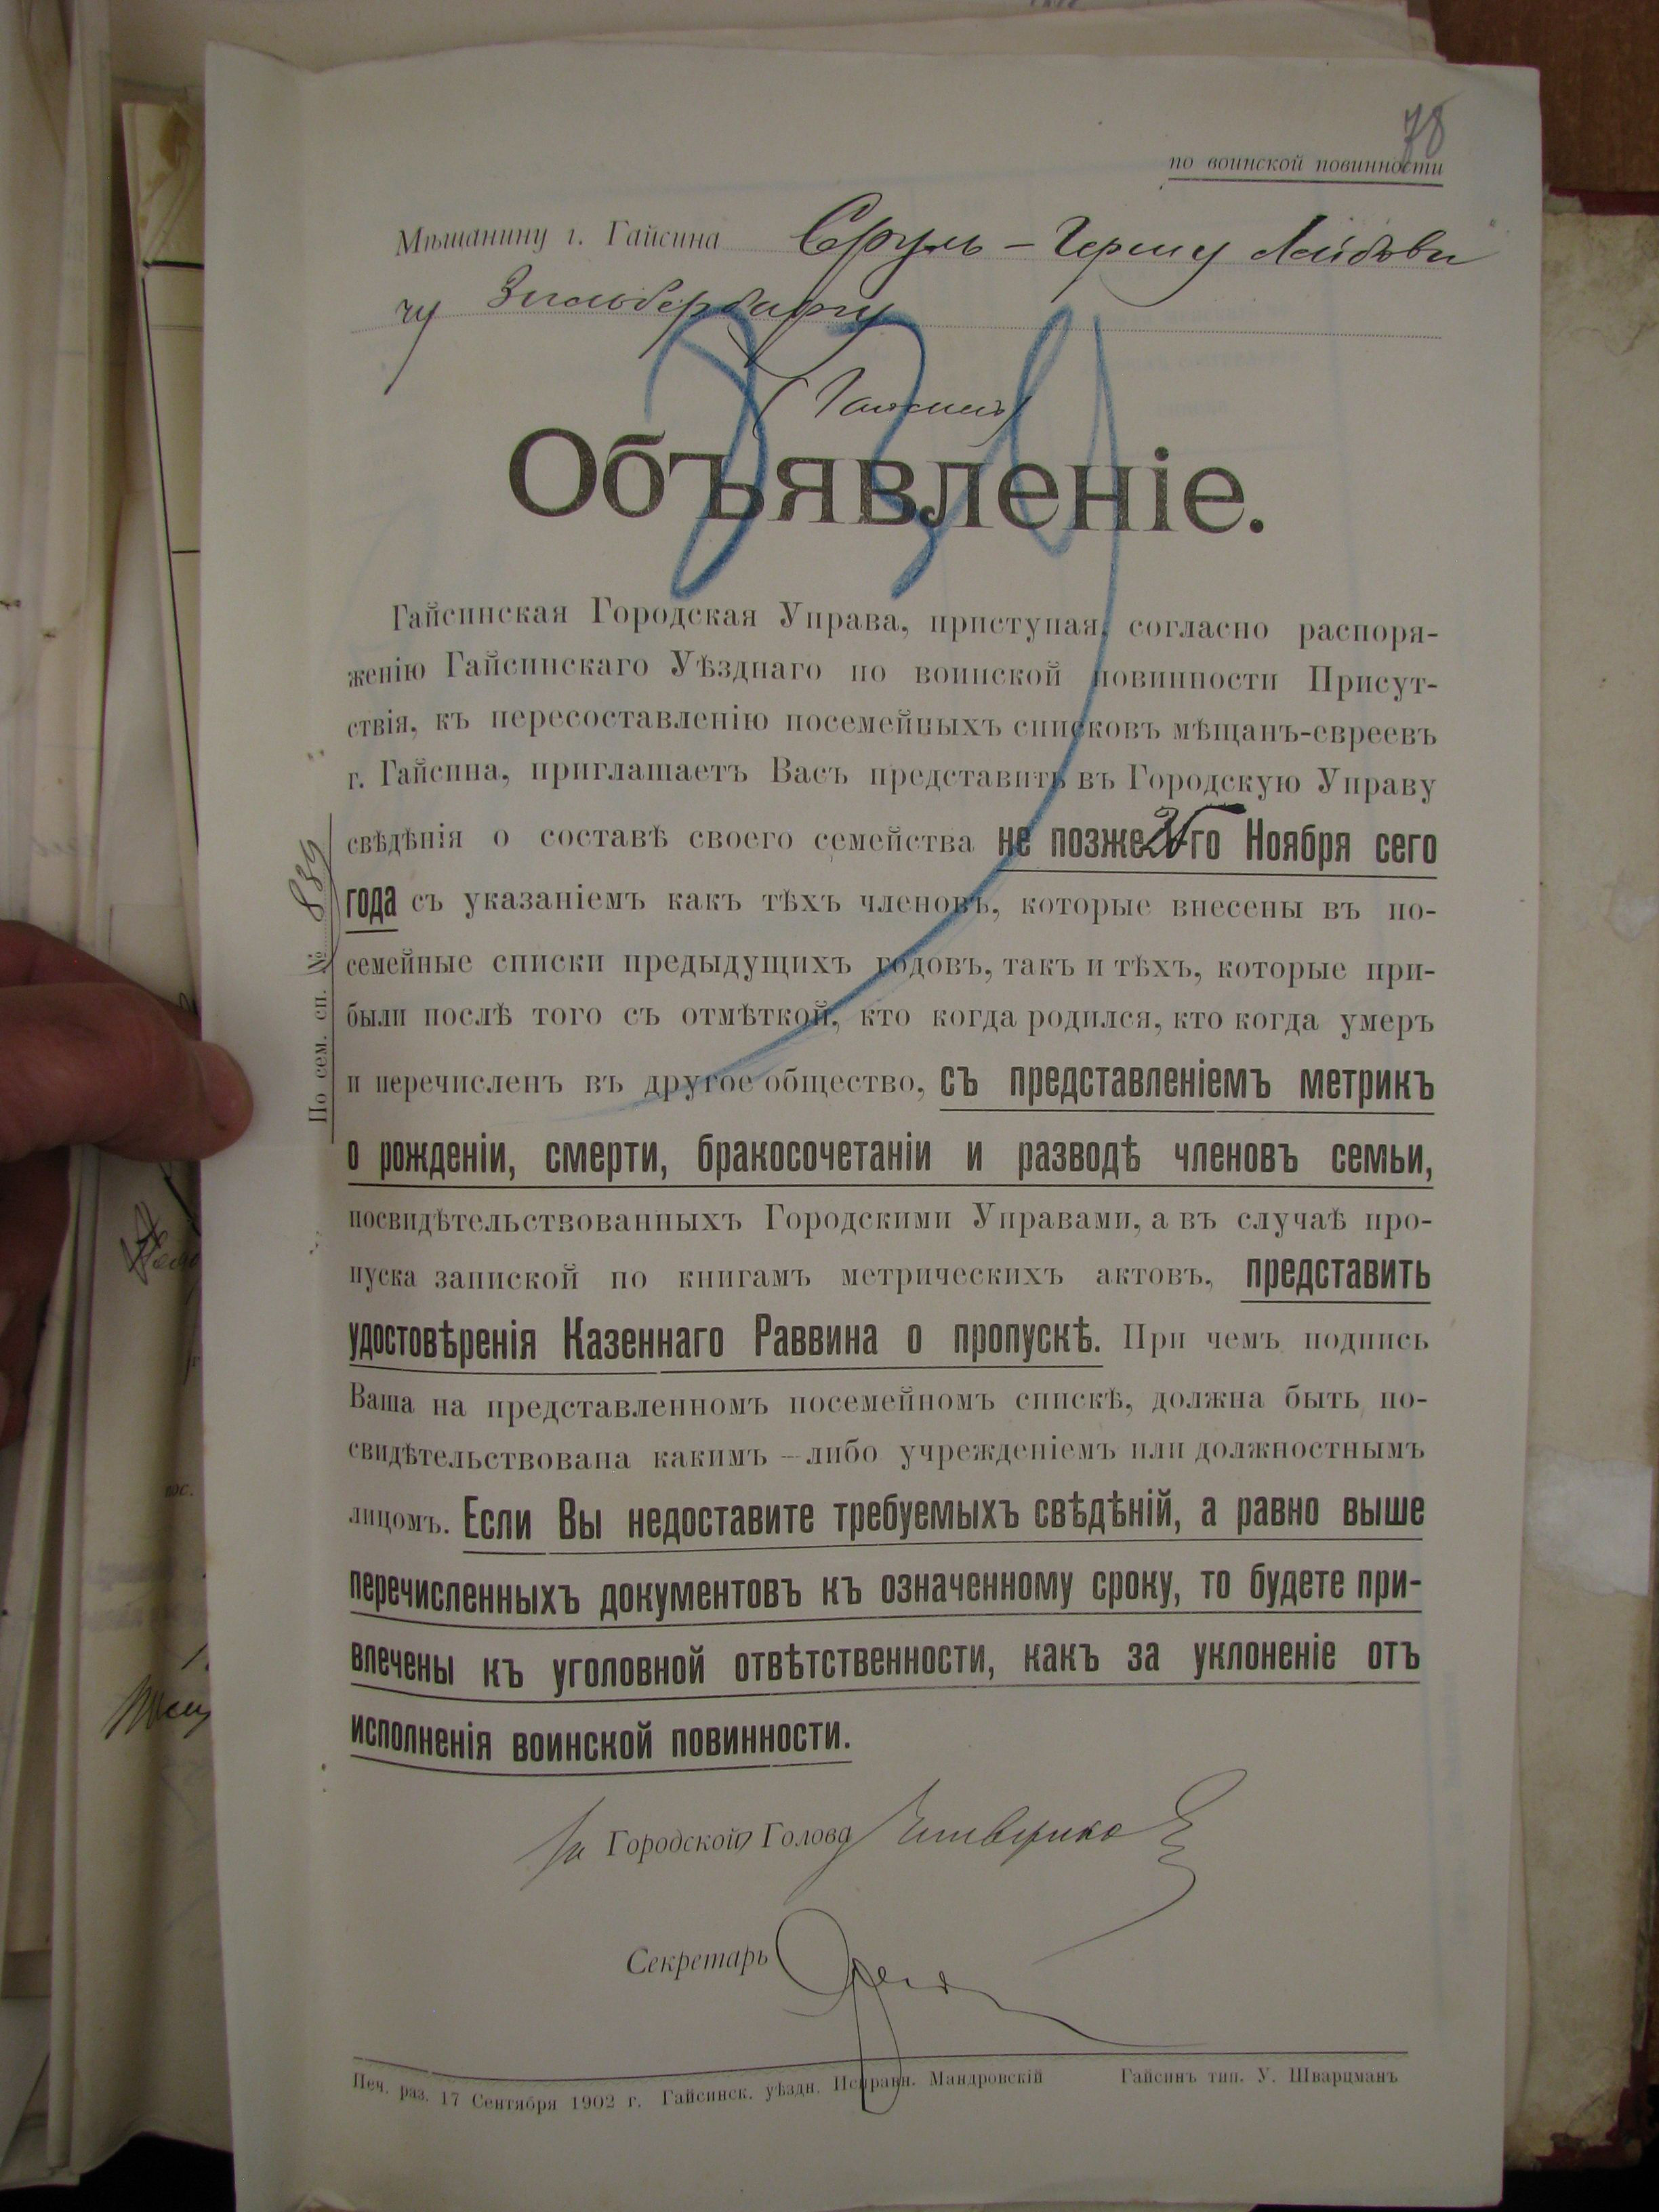 78
по воинской повинности
Мѣщанину г. Гайсина Сруль-Гершу Лейбови
чу Зильбербаргу
(Гайсинъ)
Объявленіе.
Гайсинская Городская Управа, приступая, согласно распоря-
женію Гайсинскаго Уѣзднаго по воинской повинности Присут-
ствія, къ пересоставленію посемейныхъ списковъ мѣщанъ-евреевъ
г. Гайсина, приглашаетъ Васъ представить въ Городскую Управу
свѣдѣнія о составѣ своего семейства не позже го Ноября сего
года съ указаніемъ какъ тѣхъ членовъ, которые внесены въ по-
семейные списки предыдущихъ годовъ, такъ и тѣхъ, которые при-
были послѣ того съ отмѣткой, кто когда родился, кто когда умеръ
и перечисленъ въ другое общество, съ представленіемъ метрикъ
о рожденіи, смерти, бракосочетаніи и разводѣ членовъ семьи,
посвидѣтельствованныхъ Городскими Управами, а въ случаѣ про-
пуска запиской по книгамъ метрическихъ актовъ, представить
удостовѣренія Казеннаго Раввина о пропускѣ. При чемъ подпись
Ваша на представленномъ посемейномъ спискѣ, должна быть по-
свидѣтельствована какимъ-либо учрежденіемъ или должностнымъ
лицомъ. Если Вы недоставите требуемыхъ свѣдѣній, а равно выше
перечисленныхъ документовъ къ означенному сроку, то будете при-
влечены къ уголовной отвѣтственности, какъ за уклоненіе отъ
исполненія воинской повинности.
По сем. сп. № 839
За Городской Голова
Секретарь
Печ. раз. 17 Сентября 1902 г. Гайсинск. уѣздн. Исправн. Мандровскій Гайсинъ тип. У. Шварцманъ